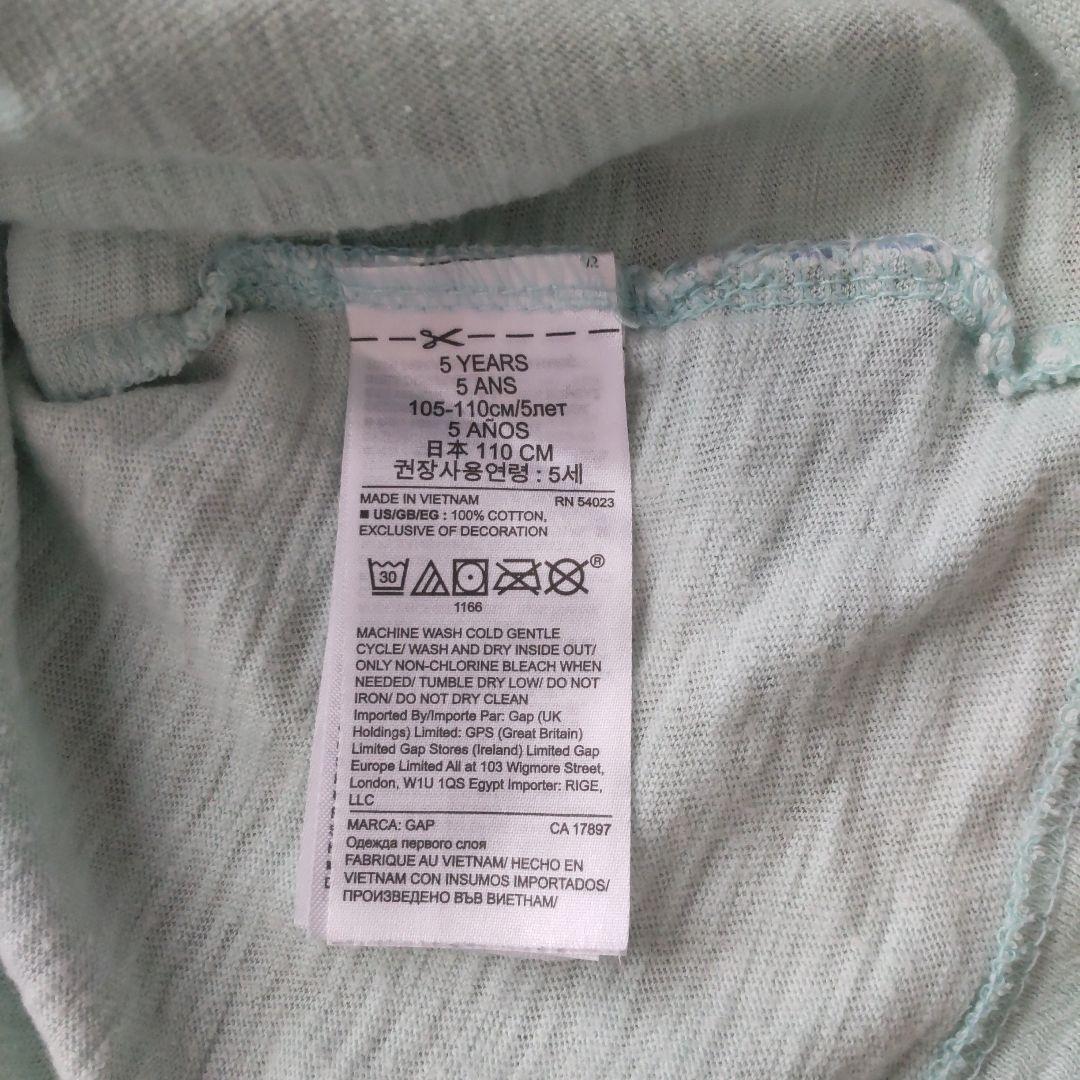 5 YEARS
5 ANS
105-110см/5лет
5 AÑOS
日本 110 CM
권장사용연령 : 5세
MADE IN VIETNAM RN 54023
■ US/GB/EG : 100% COTTON,
EXCLUSIVE OF DECORATION
30
®
1166
MACHINE WASH COLD GENTLE
CYCLE/ WASH AND DRY INSIDE OUT/
ONLY NON-CHLORINE BLEACH WHEN
NEEDED/ TUMBLE DRY LOW/ DO NOT
IRON/ DO NOT DRY CLEAN
Imported By/Importe Par: Gap (UK
Holdings) Limited: GPS (Great Britain)
Limited Gap Stores (Ireland) Limited Gap
Europe Limited All at 103 Wigmore Street,
London, W1U 1QS Egypt Importer: RIGE,
LLC
MARCA: GAP CA 17897
Одежда первого слоя
FABRIQUE AU VIETNAM/ HECHO EN
VIETNAM CON INSUMOS IMPORTADOS/
ПРОИЗВЕДЕНО ВЪВ ВИЕТНАМ/